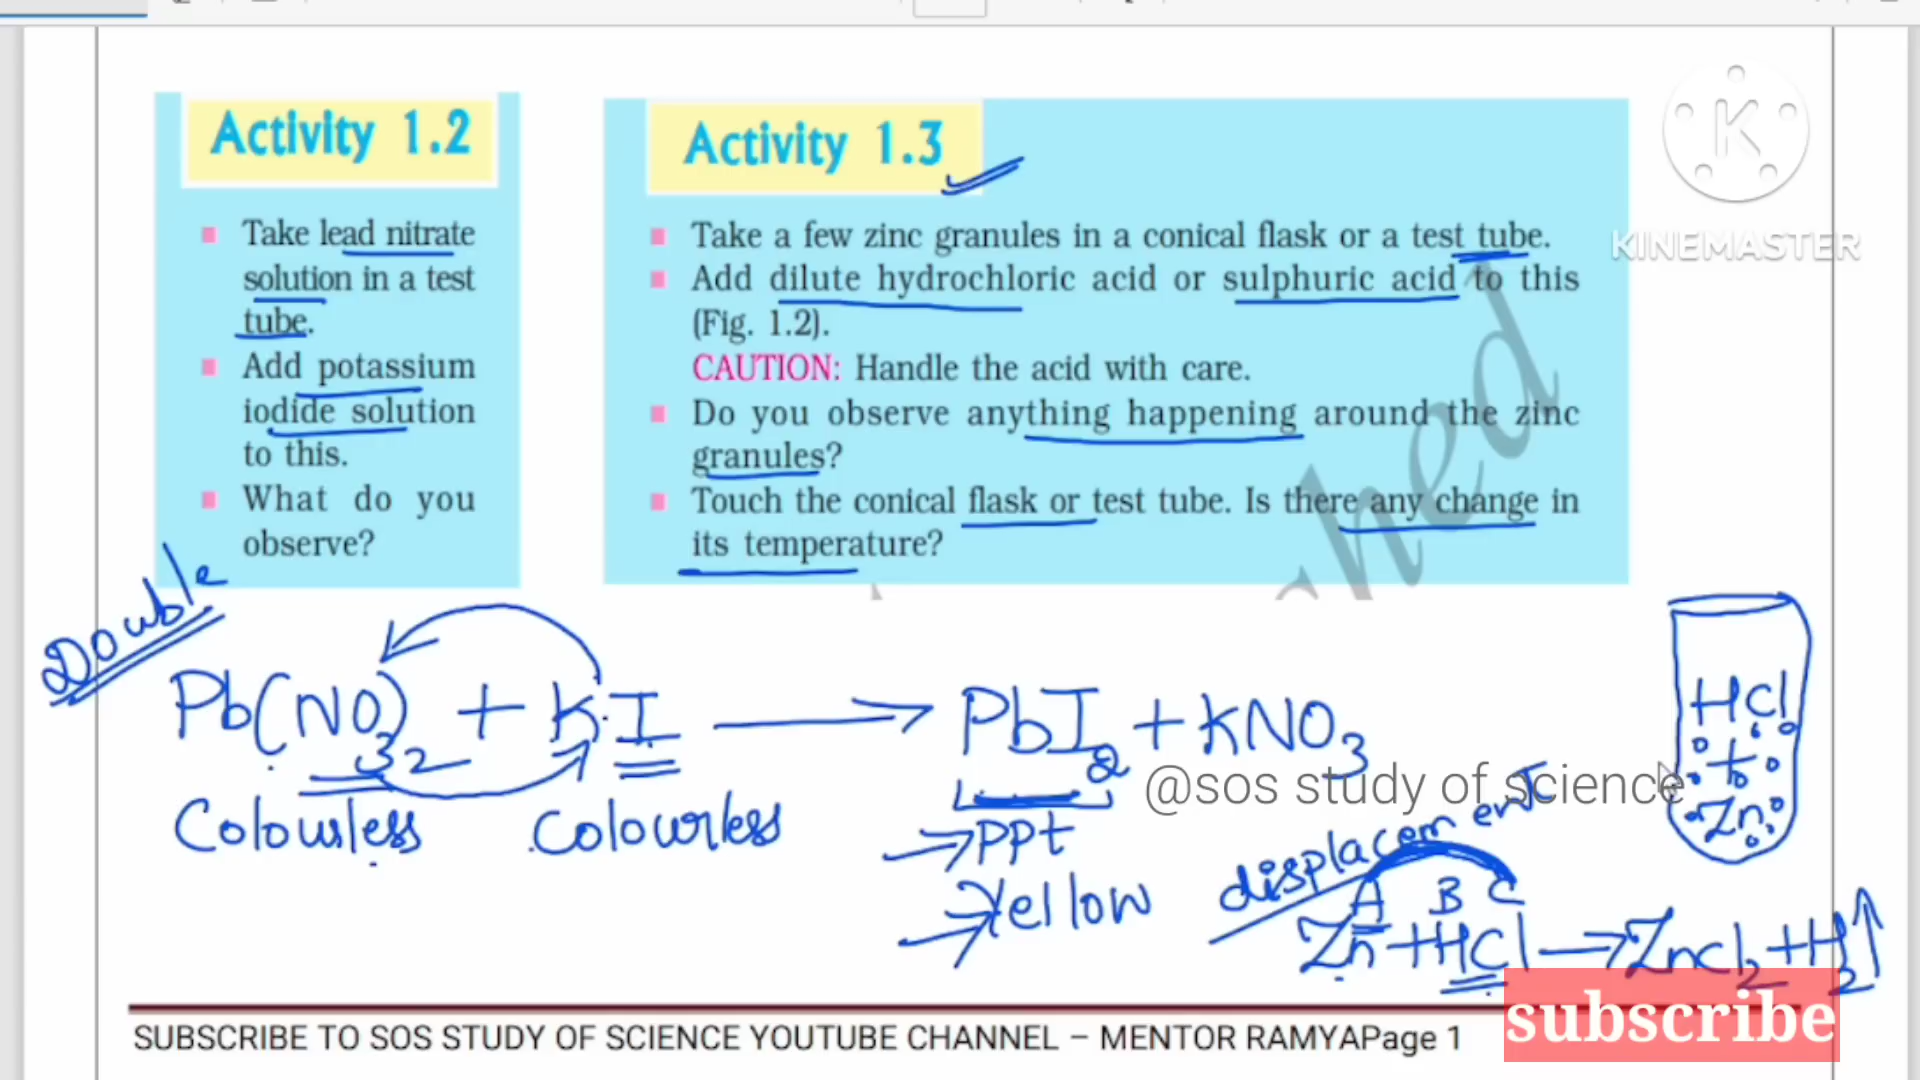 Activity 1.2
Take lead nitrate
solution in a test
tube.
Add potassium
iodide solution
to this.
What do you
observe?
Activity 1.3
Take a few zinc granules in a conical flask or a test tube.
Add dilute hydrochloric acid or sulphuric acid to this
(Fig. 1.2).
CAUTION: Handle the acid with care.
Do you observe anything happening around the zinc
granules?
Touch the conical flask or test tube. Is there any change in
its temperature?
K
KINEMASTER
hed
Double
Pb(NO3)2 + KI → PbI2 + KNO3
Colourless Colourless
→ ppt
→ Yellow
@sos study of science
HCl
+
Zn
displacement
A B C
Zn + HCl → ZnCl2 + H2↑
subscribe
SUBSCRIBE TO SOS STUDY OF SCIENCE YOUTUBE CHANNEL – MENTOR RAMYAPage 1